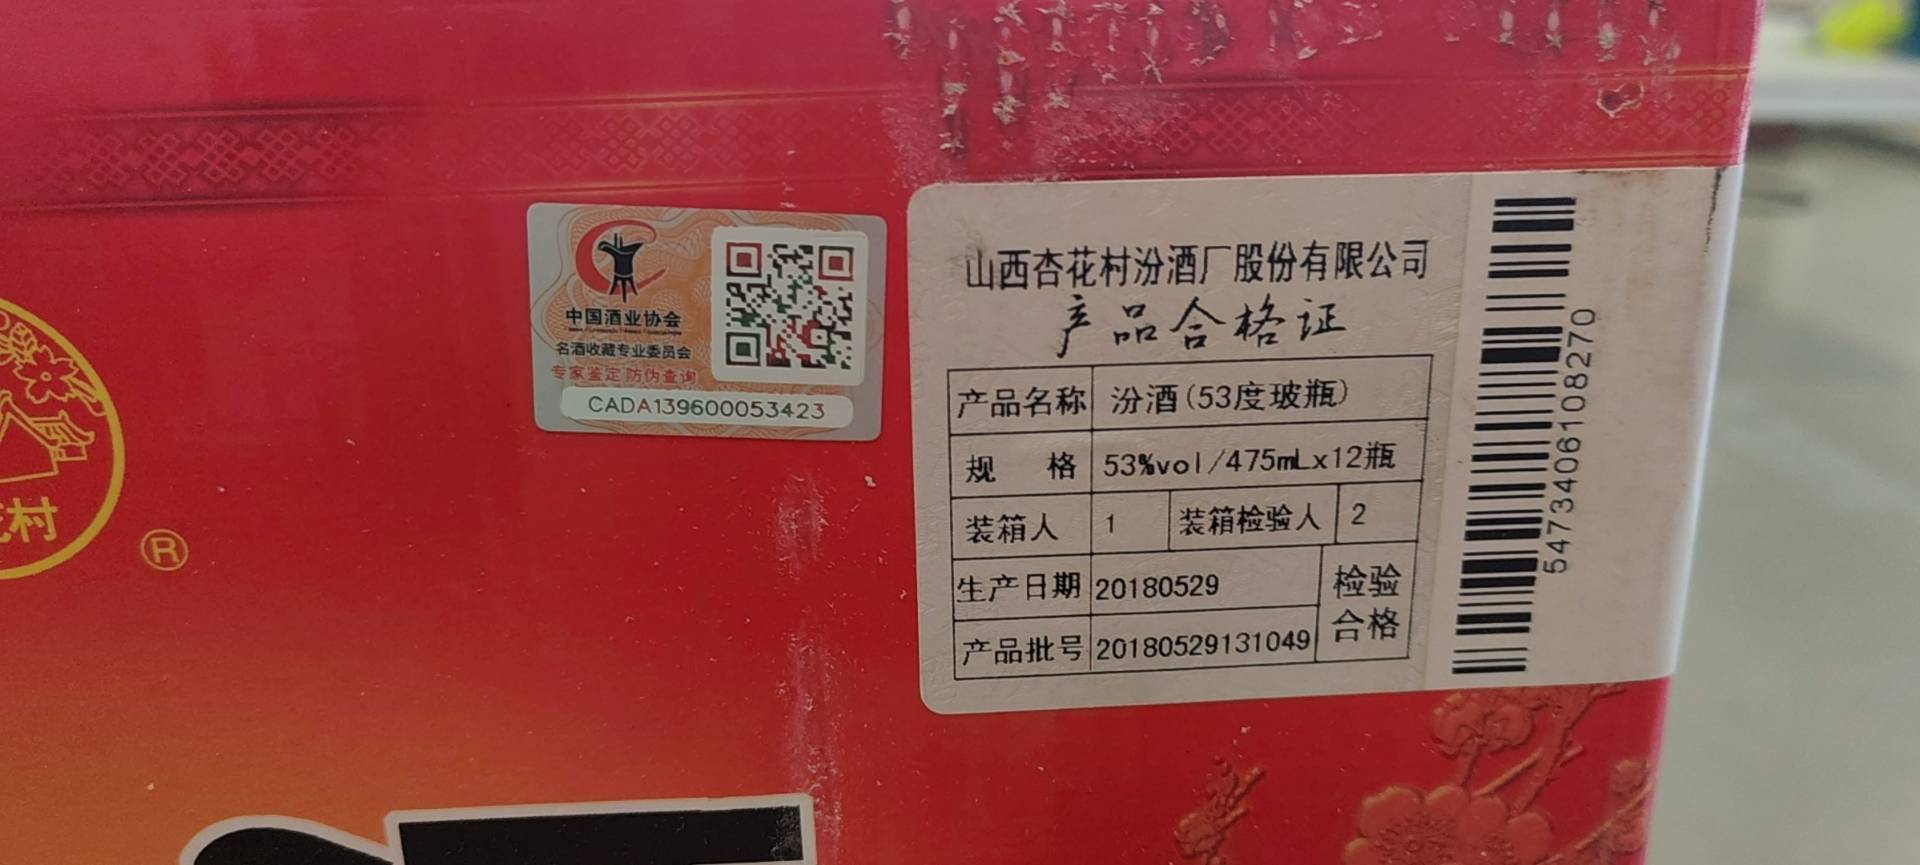 村
®
中国酒业协会
名酒收藏专业委员会
专家鉴定 防伪查询
CADA139600053423
山西杏花村汾酒厂股份有限公司
产品合格证
产品名称 汾酒(53度玻瓶)
规 格 53%vol/475mLx12瓶
装箱人 1 装箱检验人 2
生产日期 20180529
检验
合格
产品批号 20180529131049
5473406108270